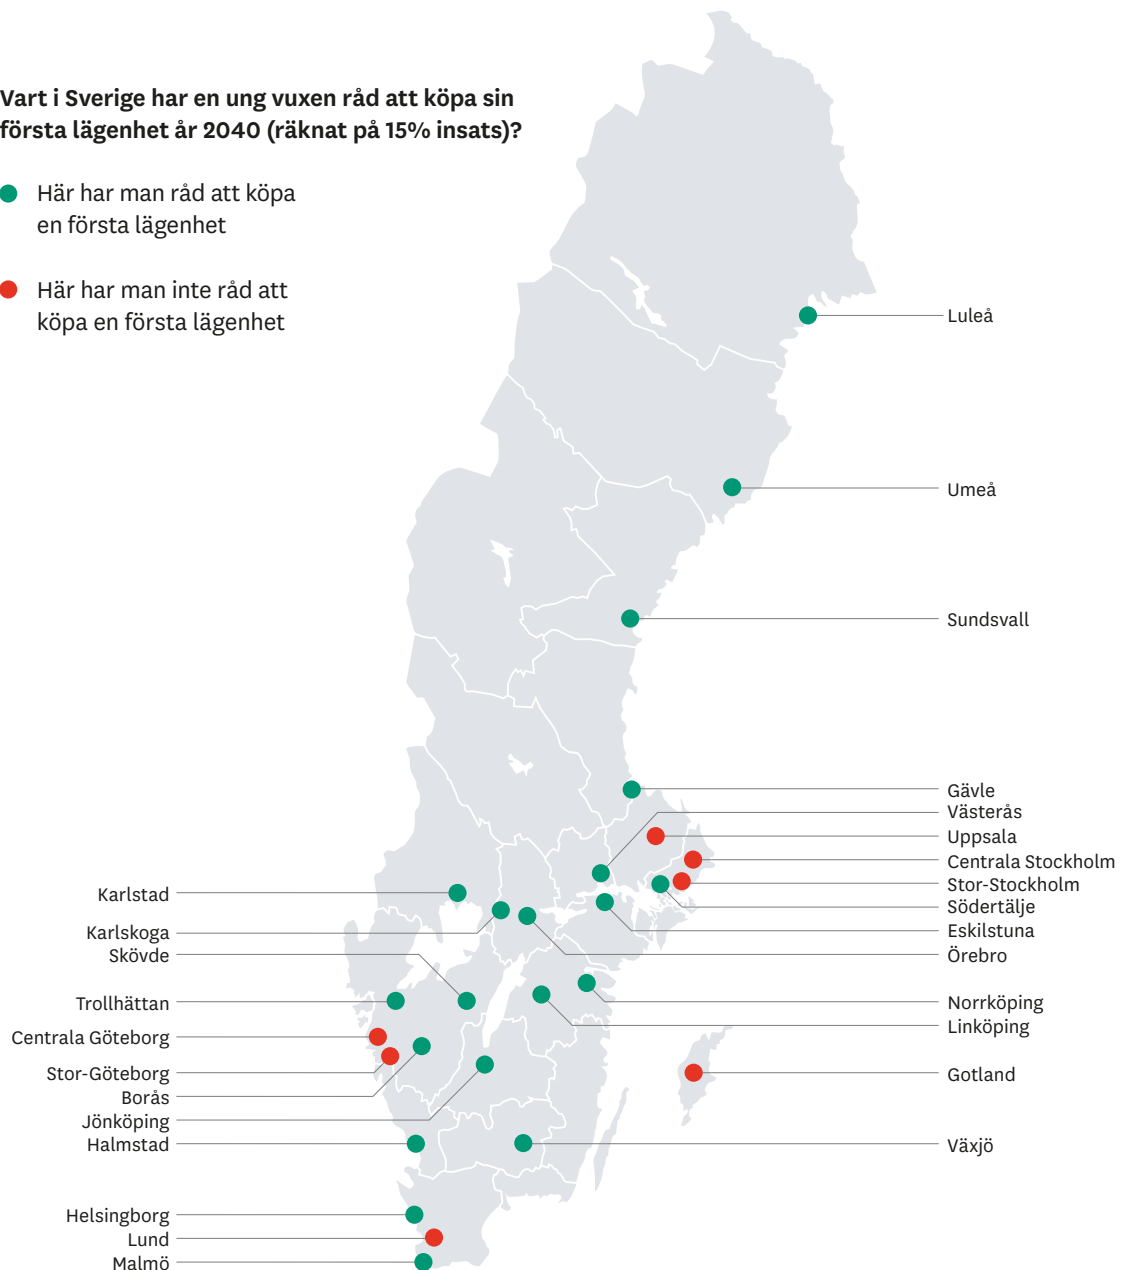 Vart i Sverige har en ung vuxen råd att köpa sin
första lägenhet år 2040 (räknat på 15% insats)?
Här har man råd att köpa
en första lägenhet
Här har man inte råd att
köpa en första lägenhet
Luleå
Umeå
Sundsvall
Gävle
Västerås
Uppsala
Centrala Stockholm
Stor-Stockholm
Södertälje
Eskilstuna
Örebro
Norrköping
Linköping
Gotland
Växjö
Karlstad
Karlskoga
Skövde
Trollhättan
Centrala Göteborg
Stor-Göteborg
Borås
Jönköping
Halmstad
Helsingborg
Lund
Malmö